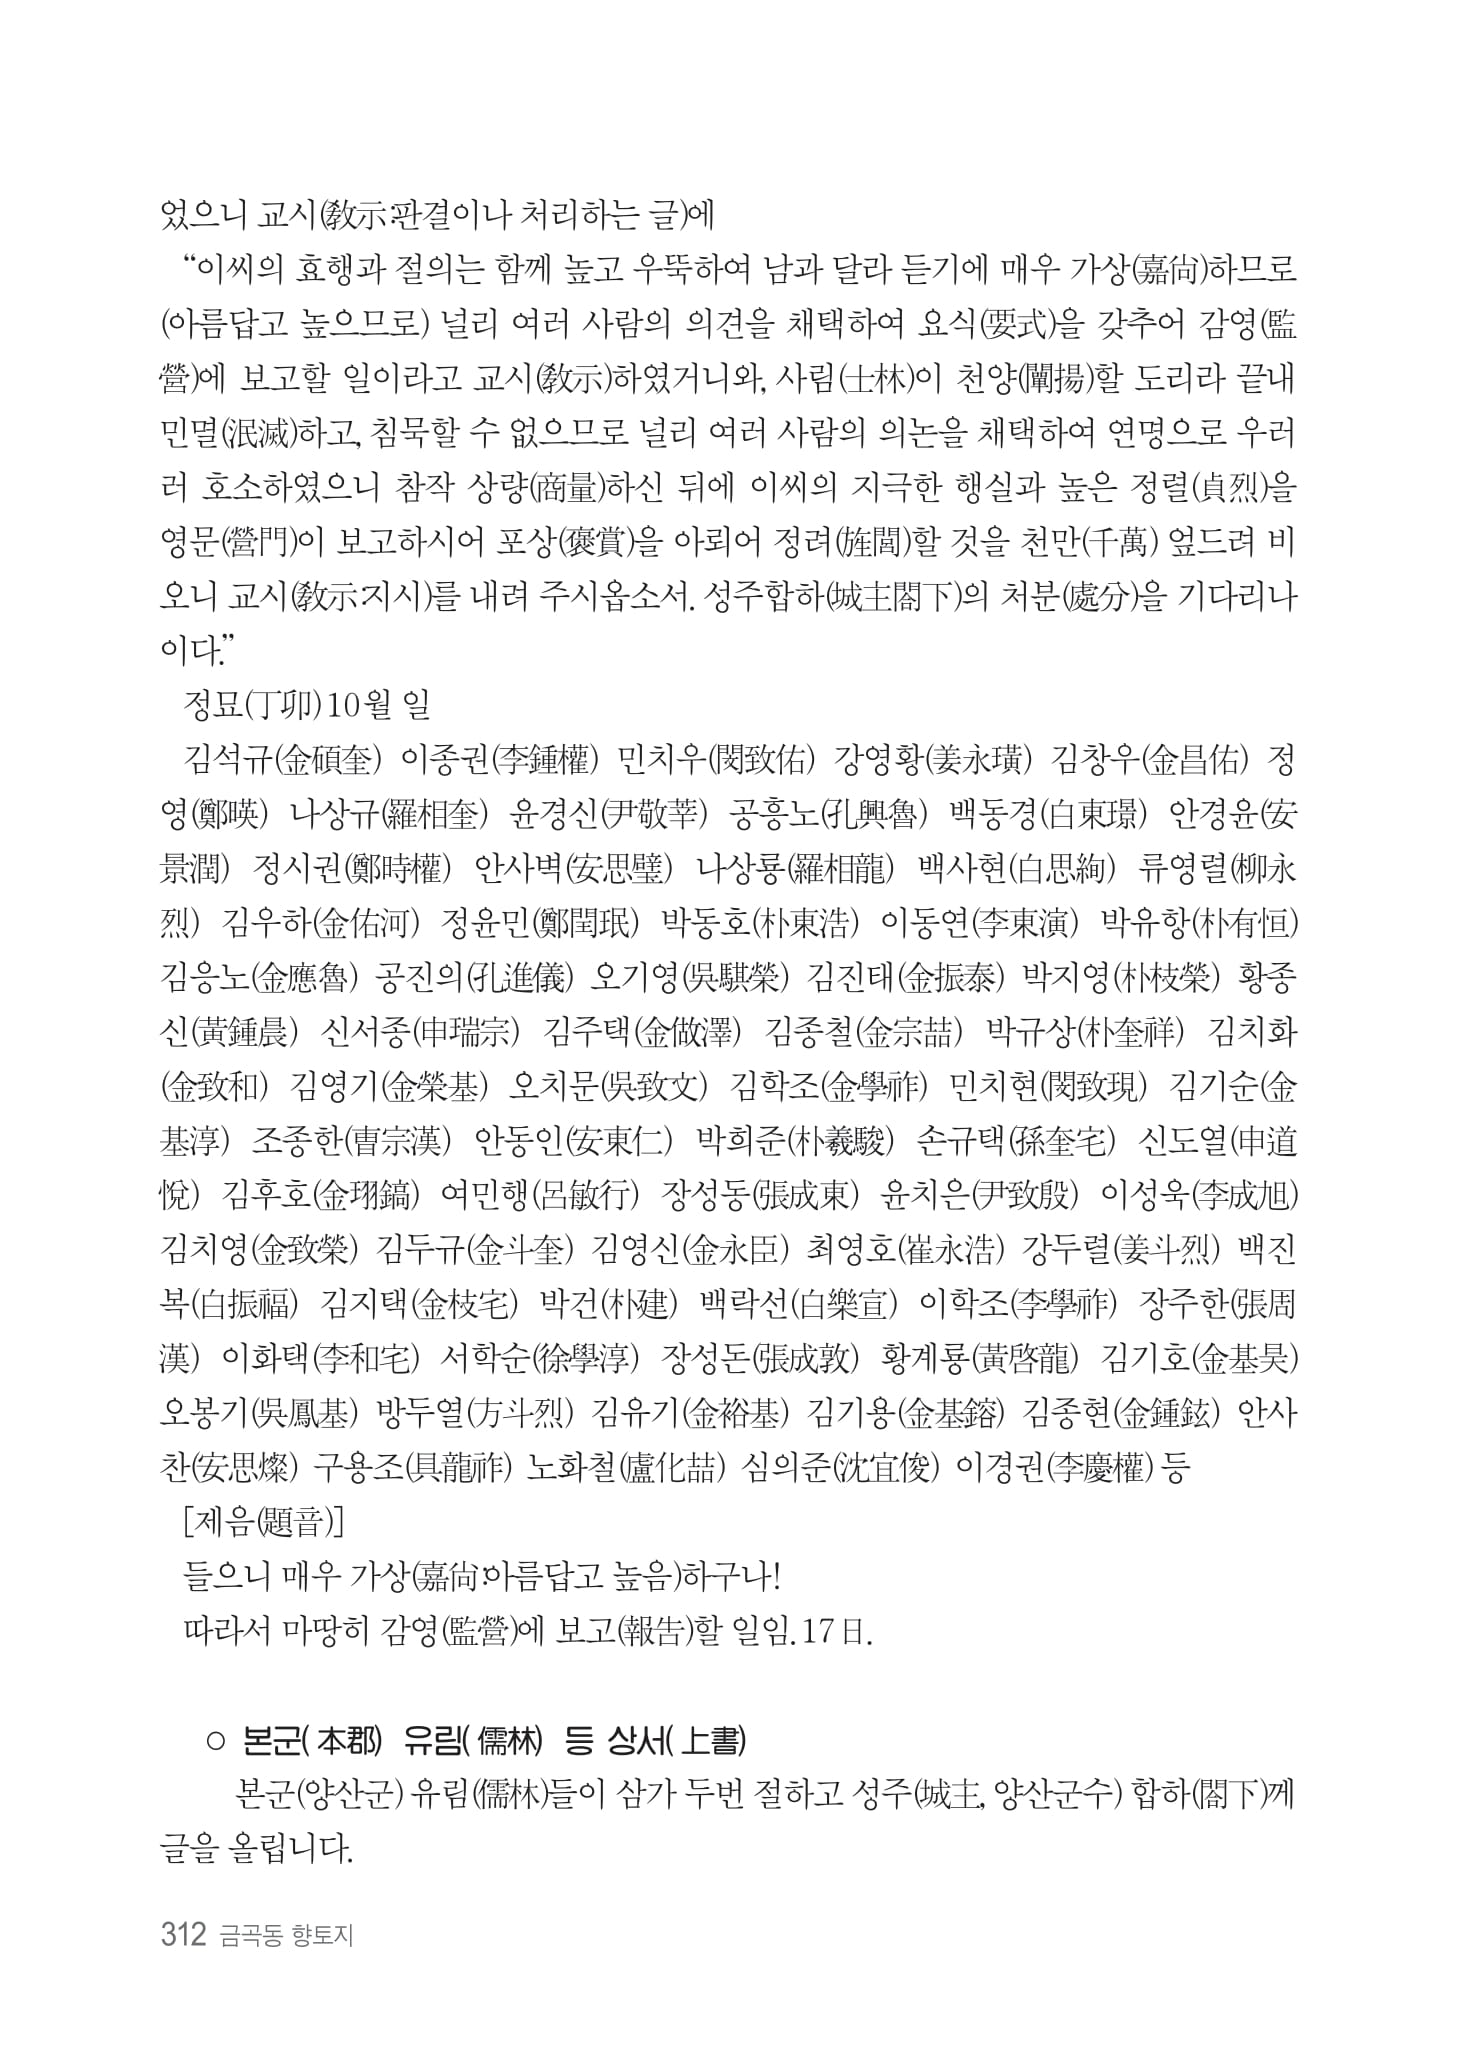 었으니 교시(敎示:판결이나 처리하는 글)에
“이씨의 효행과 절의는 함께 높고 우뚝하여 남과 달라 듣기에 매우 가상(嘉尙)하므로
(아름답고 높으므로) 널리 여러 사람의 의견을 채택하여 요식(要式)을 갖추어 감영(監
營)에 보고할 일이라고 교시(敎示)하였거니와, 사림(士林)이 천양(闡揚)할 도리라 끝내
민멸(泯滅)하고, 침묵할 수 없으므로 널리 여러 사람의 의논을 채택하여 연명으로 우러
러 호소하였으니 참작 상량(商量)하신 뒤에 이씨의 지극한 행실과 높은 정렬(貞烈)을
영문(營門)이 보고하시어 포상(褒賞)을 아뢰어 정려(旌閭)할 것을 천만(千萬) 엎드려 비
오니 교시(敎示:지시)를 내려 주시옵소서. 성주합하(城主閤下)의 처분(處分)을 기다리나
이다.”
정묘(丁卯)10월 일
김석규(金碩奎) 이종권(李鍾權) 민치우(閔致佑) 강영황(姜永璜) 김창우(金昌佑) 정
영(鄭暎) 나상규(羅相奎) 윤경신(尹敬莘) 공흥노(孔興魯) 백동경(白東璟) 안경윤(安
景潤) 정시권(鄭時權) 안사벽(安思璧) 나상룡(羅相龍) 백사현(白思絢) 류영렬(柳永
烈) 김우하(金佑河) 정윤민(鄭閏珉) 박동호(朴東浩) 이동연(李東演) 박유항(朴有恒)
김응노(金應魯) 공진의(孔進儀) 오기영(吳騏榮) 김진태(金振泰) 박지영(朴枝榮) 황종
신(黃鍾晨) 신서종(申瑞宗) 김주택(金做澤) 김종철(金宗喆) 박규상(朴奎祥) 김치화
(金致和) 김영기(金榮基) 오치문(吳致文) 김학조(金學祚) 민치현(閔致現) 김기순(金
基淳) 조종한(曺宗漢) 안동인(安東仁) 박희준(朴羲駿) 손규택(孫奎宅) 신도열(申道
悅) 김후호(金珝鎬) 여민행(呂敏行) 장성동(張成東) 윤치은(尹致殷) 이성욱(李成旭)
김치영(金致榮) 김두규(金斗奎) 김영신(金永臣) 최영호(崔永浩) 강두렬(姜斗烈) 백진
복(白振福) 김지택(金枝宅) 박건(朴建) 백락선(白樂宣) 이학조(李學祚) 장주한(張周
漢) 이화택(李和宅) 서학순(徐學淳) 장성돈(張成敦) 황계룡(黃啓龍) 김기호(金基昊)
오봉기(吳鳳基) 방두열(方斗烈) 김유기(金裕基) 김기용(金基鎔) 김종현(金鍾鉉) 안사
찬(安思燦) 구용조(具龍祚) 노화철(盧化喆) 심의준(沈宜俊) 이경권(李慶權) 등
[제음(題音)]
들으니 매우 가상(嘉尙:아름답고 높음)하구나!
따라서 마땅히 감영(監營)에 보고(報告)할 일임. 17日.
○ 본군(本郡) 유림(儒林) 등 상서(上書)
본군(양산군) 유림(儒林)들이 삼가 두번 절하고 성주(城主, 양산군수) 합하(閤下)께
글을 올립니다.
312 금곡동 향토지